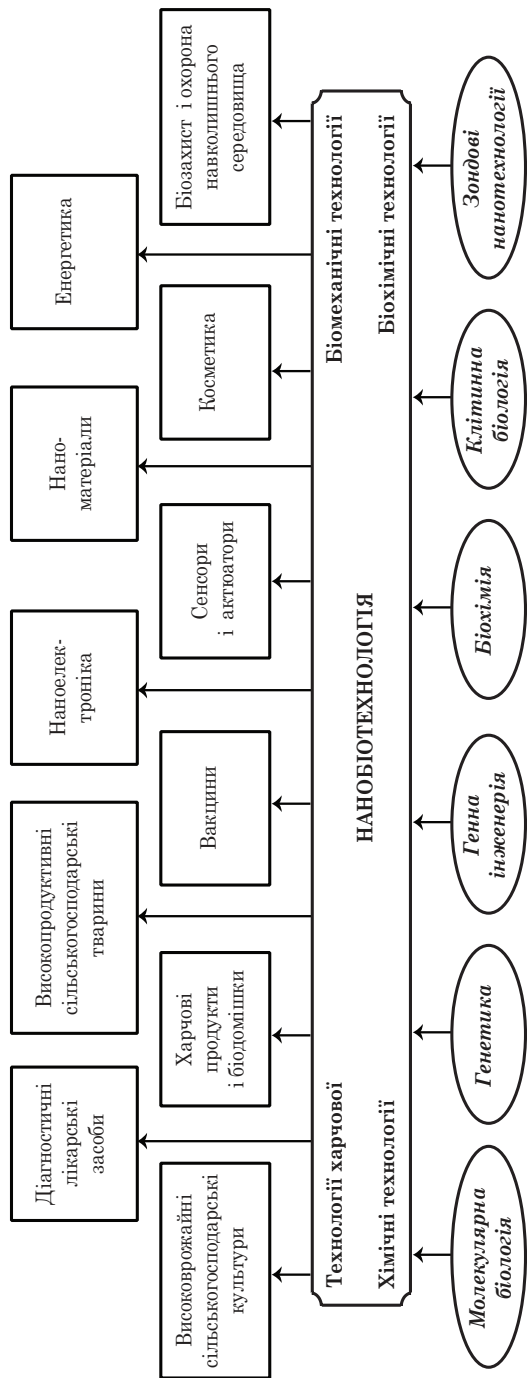 Діагностичні
лікарські
засоби
Високопродуктивні
сільськогосподарські
тварини
Наноелек-
троніка
Нано-
матеріали
Енергетика
Високоврожайні
сільськогосподарські
культури
Харчові
продукти
і біодомішки
Вакцини
Сенсори
і актюатори
Косметика
Біозахист і охорона
навколишнього
середовища
Технології харчової
Біомеханічні технології
НАНОБІОТЕХНОЛОГІЯ
Хімічні технології
Біохімічні технології
Молекулярна
біологія
Генетика
Генна
інженерія
Біохімія
Клітинна
біологія
Зондові
нанотехнології